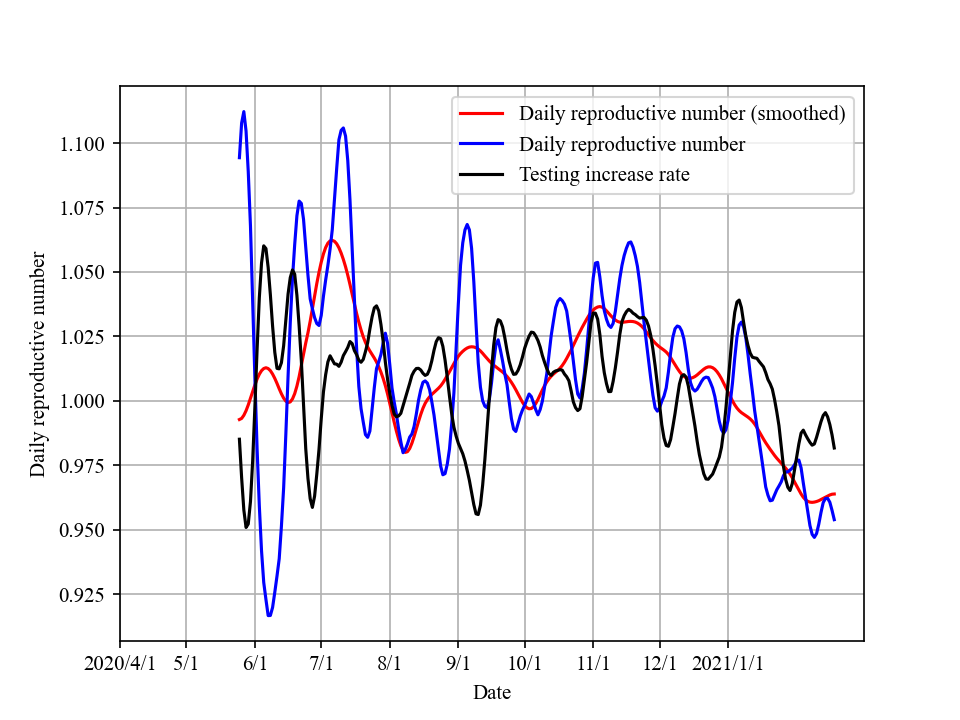 Daily reproductive number (smoothed)
Daily reproductive number
Testing increase rate
Daily reproductive number
1.100
1.075
1.050
1.025
1.000
0.975
0.950
0.925
2020/4/1 5/1 6/1 7/1 8/1 9/1 10/1 11/1 12/1 2021/1/1
Date